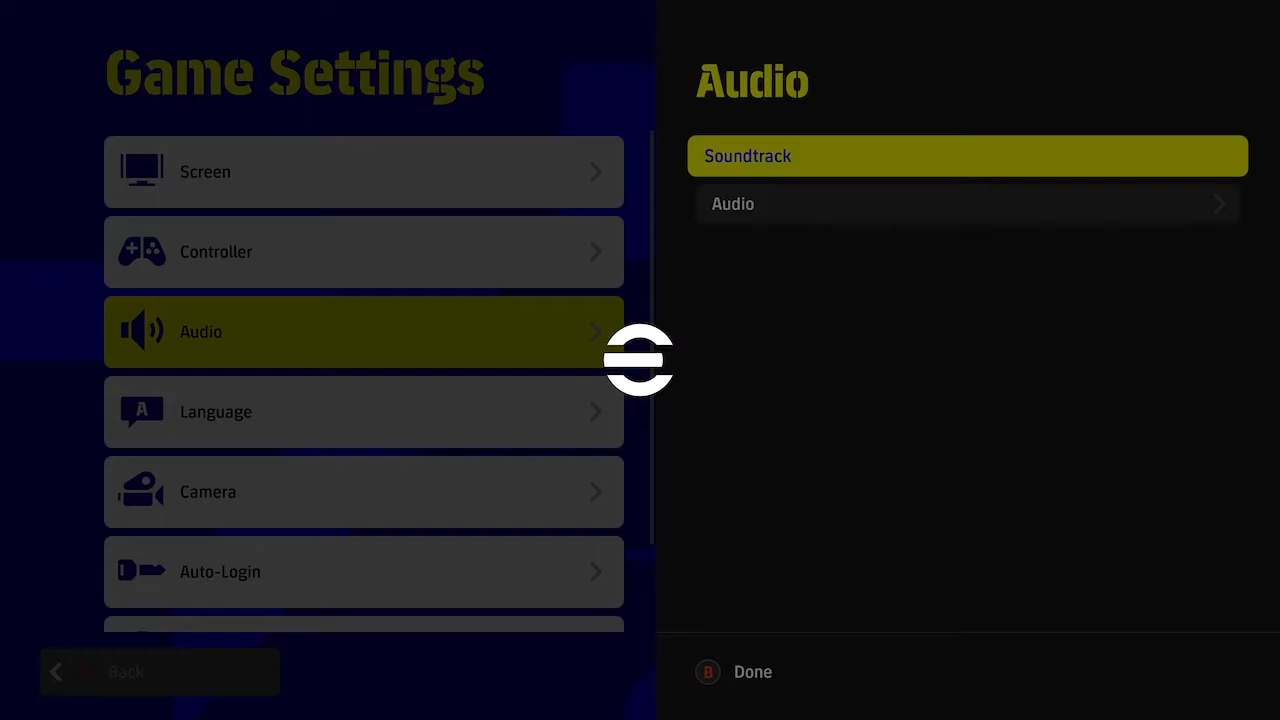 Game Settings
Screen
Controller
Audio
A
Language
Camera
Auto-Login
Back
Audio
Soundtrack
Audio
B Done